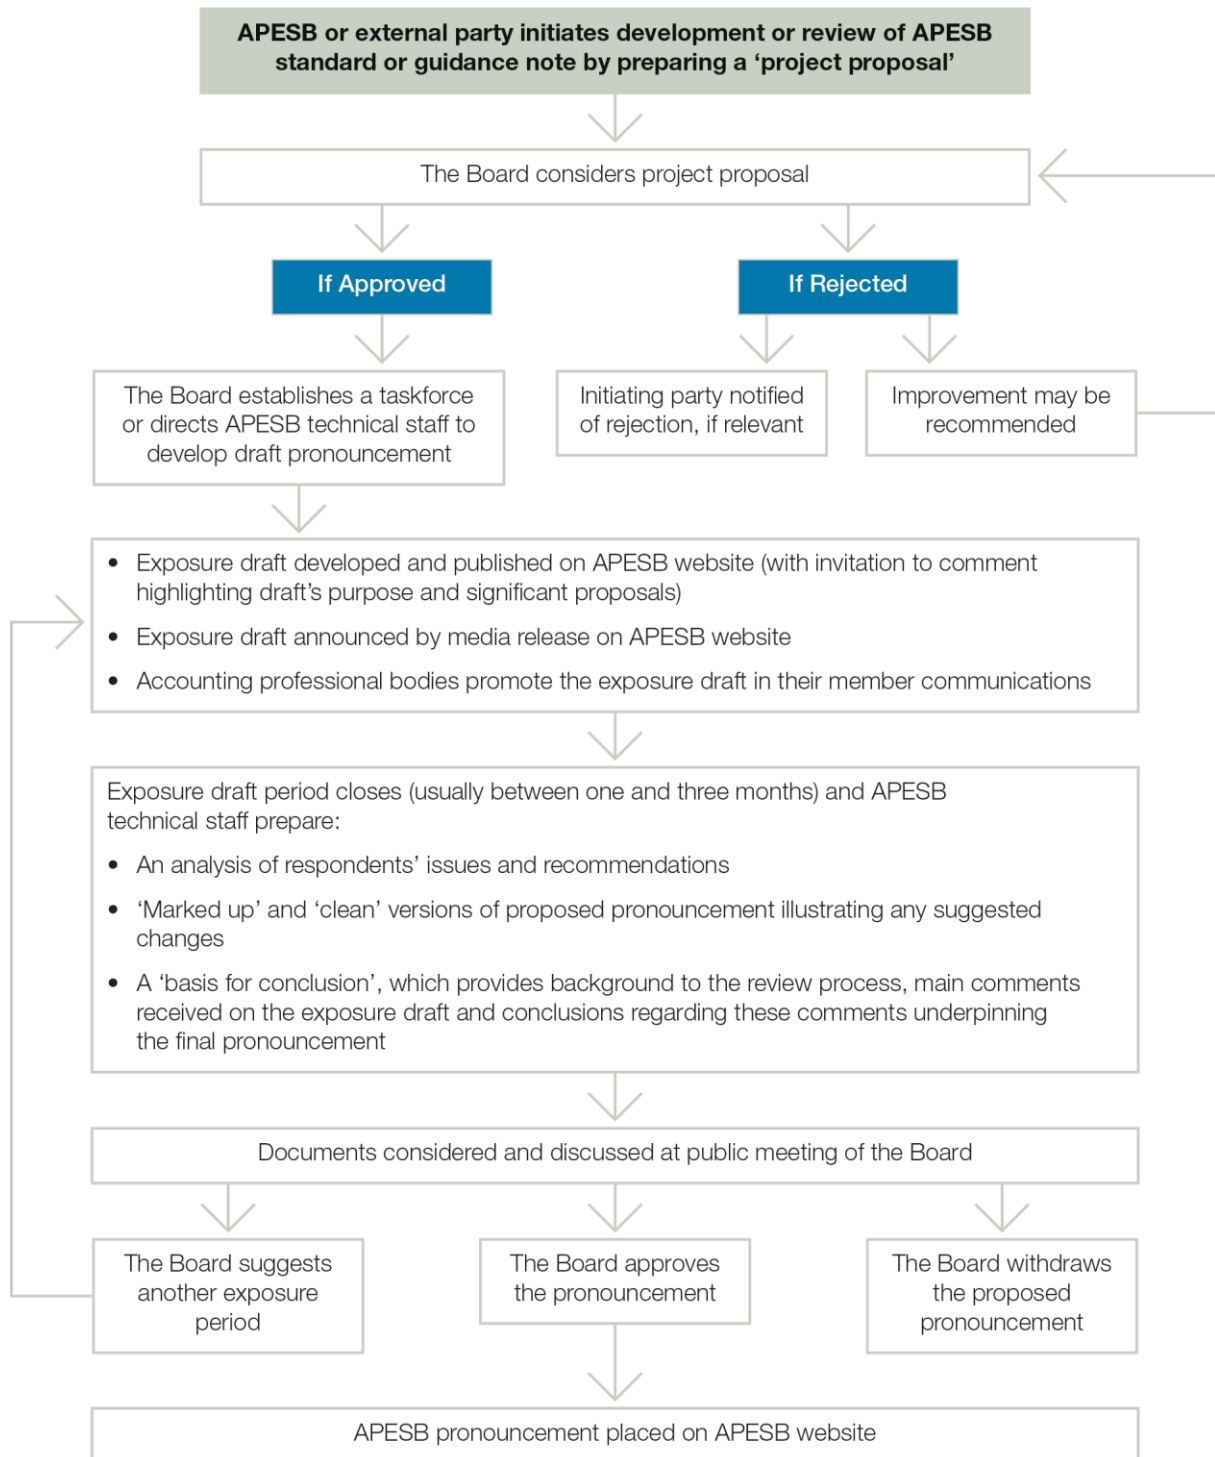 APESB or external party initiates development or review of APESB
standard or guidance note by preparing a ‘project proposal’
The Board considers project proposal
If Approved
If Rejected
The Board establishes a taskforce
or directs APESB technical staff to
develop draft pronouncement
Initiating party notified
of rejection, if relevant
Improvement may be
recommended
• Exposure draft developed and published on APESB website (with invitation to comment
highlighting draft’s purpose and significant proposals)
• Exposure draft announced by media release on APESB website
• Accounting professional bodies promote the exposure draft in their member communications
Exposure draft period closes (usually between one and three months) and APESB
technical staff prepare:
• An analysis of respondents’ issues and recommendations
• ‘Marked up’ and ‘clean’ versions of proposed pronouncement illustrating any suggested
changes
• A ‘basis for conclusion’, which provides background to the review process, main comments
received on the exposure draft and conclusions regarding these comments underpinning
the final pronouncement
Documents considered and discussed at public meeting of the Board
The Board suggests
another exposure
period
The Board approves
the pronouncement
The Board withdraws
the proposed
pronouncement
APESB pronouncement placed on APESB website